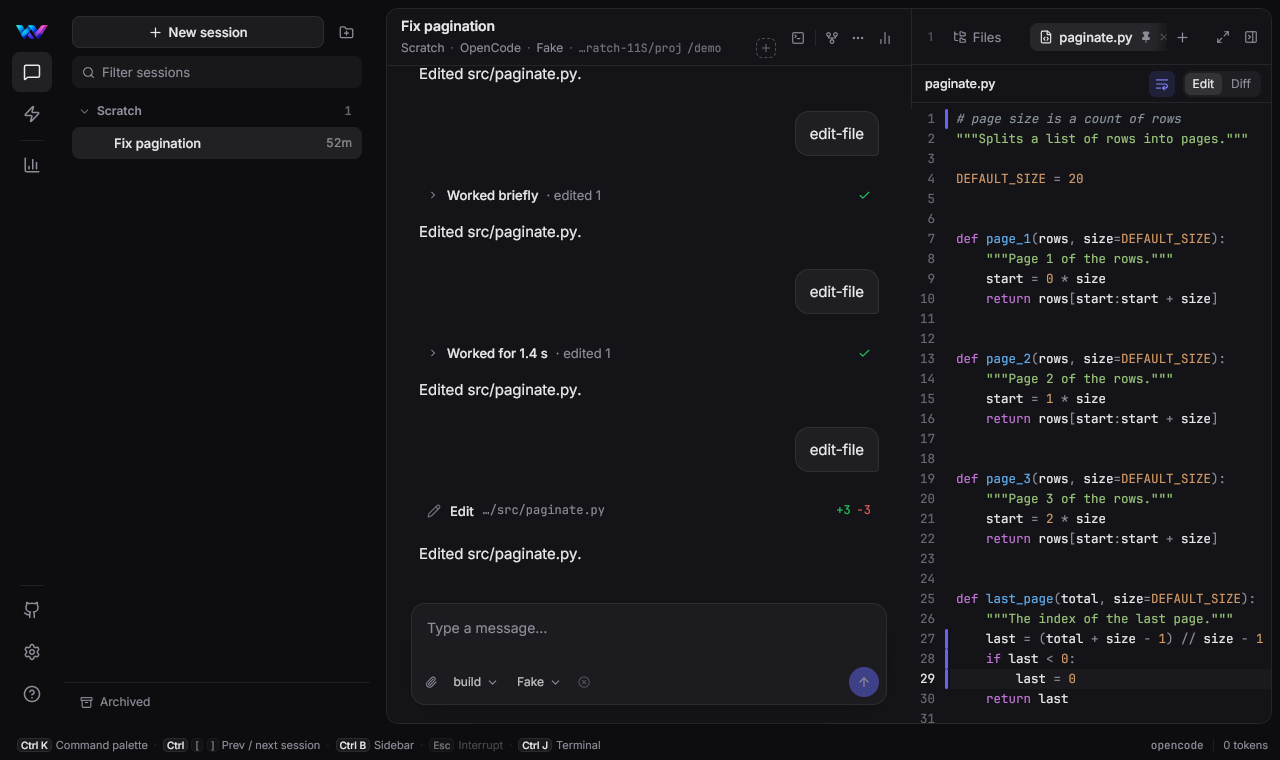 New session
Filter sessions
Scratch 1
Fix pagination 52m
Archived
Fix pagination
Scratch · OpenCode · Fake · …ratch-11S/proj /demo
Edited src/paginate.py.
edit-file
Worked briefly · edited 1
Edited src/paginate.py.
edit-file
Worked for 1.4 s · edited 1
Edited src/paginate.py.
edit-file
Edit …/src/paginate.py +3 -3
Edited src/paginate.py.
Type a message...
build Fake
1 Files paginate.py
paginate.py Edit Diff
1 # page size is a count of rows
2 """Splits a list of rows into pages."""
3
4 DEFAULT_SIZE = 20
5
6
7 def page_1(rows, size=DEFAULT_SIZE):
8     """Page 1 of the rows."""
9     start = 0 * size
10     return rows[start:start + size]
11
12
13 def page_2(rows, size=DEFAULT_SIZE):
14     """Page 2 of the rows."""
15     start = 1 * size
16     return rows[start:start + size]
17
18
19 def page_3(rows, size=DEFAULT_SIZE):
20     """Page 3 of the rows."""
21     start = 2 * size
22     return rows[start:start + size]
23
24
25 def last_page(total, size=DEFAULT_SIZE):
26     """The index of the last page."""
27     last = (total + size - 1) // size - 1
28     if last < 0:
29         last = 0
30     return last
31
Ctrl K Command palette · Ctrl [ ] Prev / next session · Ctrl B Sidebar · Esc Interrupt · Ctrl J Terminal
opencode 0 tokens